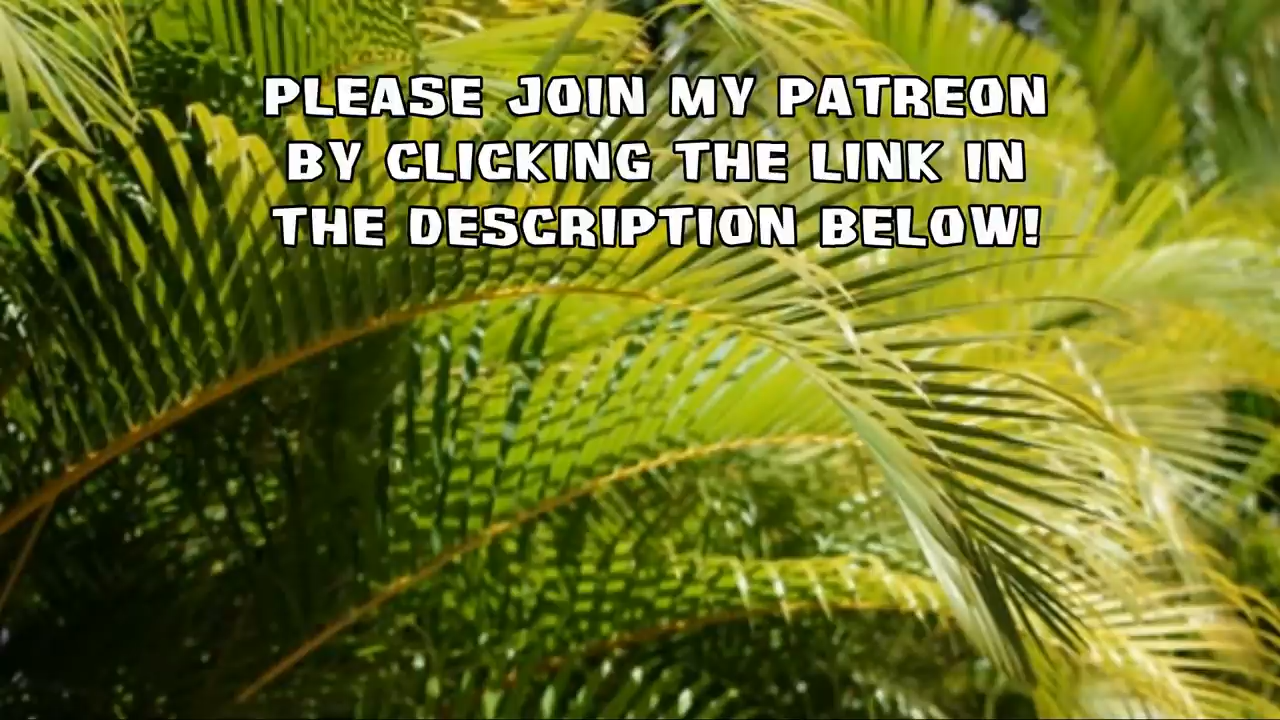 PLEASE JOIN MY PATREON
BY CLICKING THE LINK IN
THE DESCRIPTION BELOW!